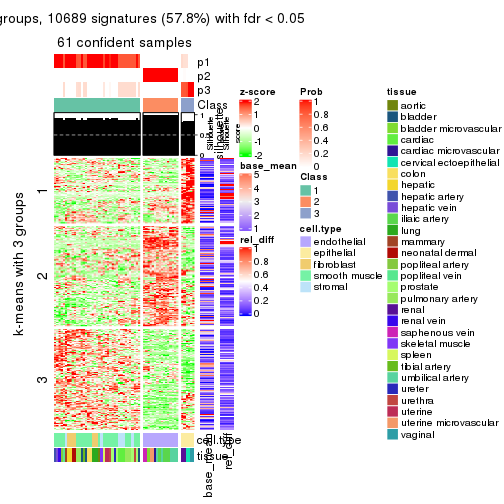 groups, 10689 signatures (57.8%) with fdr < 0.05
61 confident samples
p1
p2
p3
Class
1
0.5
0
silhouette
score
k-means with 3 groups
1
2
3
cell.type
tissue
base_mean
rel_diff
z-score
2
1
0
-1
-2
base_mean
5
4
3
2
1
rel_diff
1
0.8
0.6
0.4
0.2
0
Prob
1
0.8
0.6
0.4
0.2
0
Class
1
2
3
cell.type
endothelial
epithelial
fibroblast
smooth muscle
stromal
tissue
aortic
bladder
bladder microvascular
cardiac
cardiac microvascular
cervical ectoepithelial
colon
hepatic
hepatic artery
hepatic vein
iliac artery
lung
mammary
neonatal dermal
popliteal artery
popliteal vein
prostate
pulmonary artery
renal
renal vein
saphenous vein
skeletal muscle
spleen
tibial artery
umbilical artery
ureter
urethra
uterine
uterine microvascular
vaginal